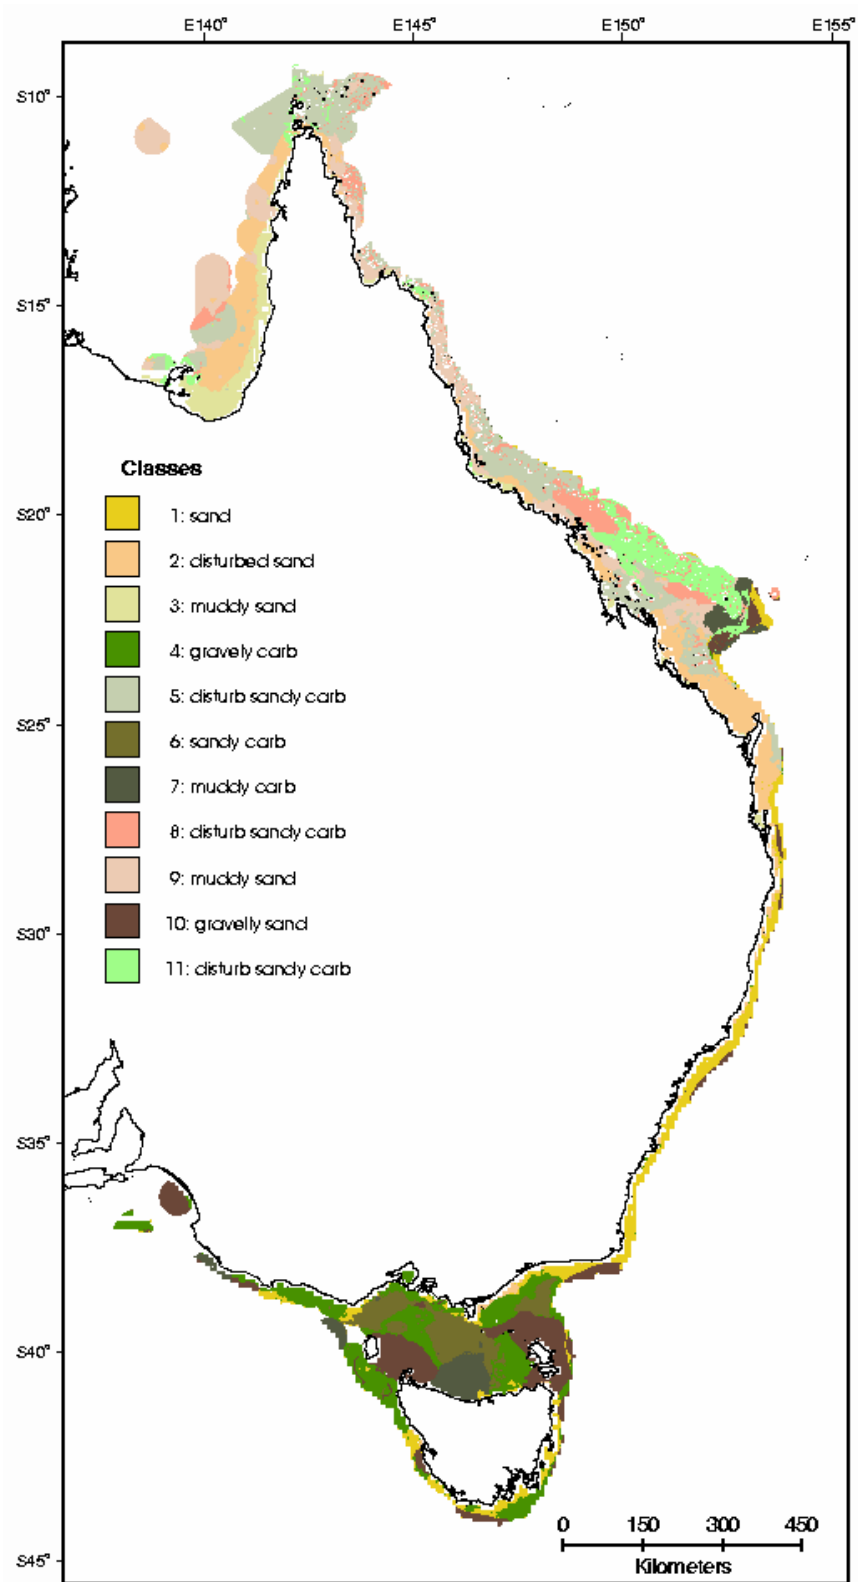 E140° E145° E150° E155°
S10°
S15°
Classes
S20°
1: sand
2: disturbed sand
3: muddy sand
4: gravely carb
5: disturb sandy carb
S25°
6: sandy carb
7: muddy carb
8: disturb sandy carb
9: muddy sand
10: gravelly sand
S30°
11: disturb sandy carb
S35°
S40°
0 150 300 450
Kilometers
S45°